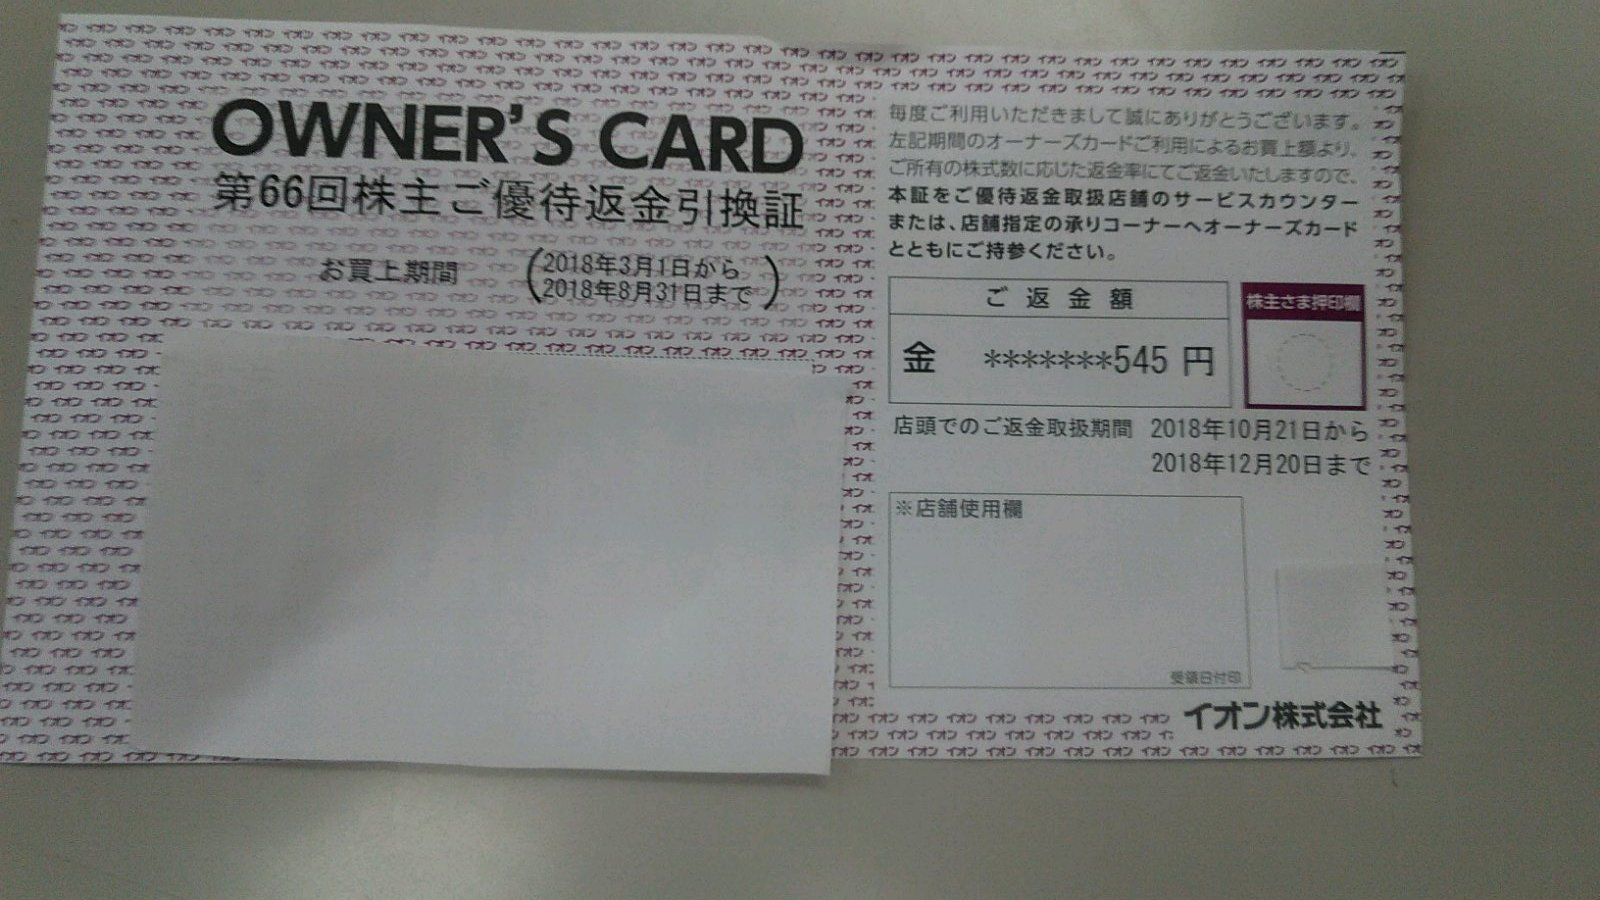 OWNER'S CARD
第66回株主ご優待返金引換証
お買上期間
(2018年3月1日から
2018年8月31日まで)
毎度ご利用いただきまして誠にありがとうございます。
左記期間のオーナーズカードご利用によるお買上額より、
ご所有の株式数に応じた返金率にてご返金いたしますので、
本証をご優待返金取扱店舗のサービスカウンター
または、店舗指定の承りコーナーへオーナーズカード
とともにご持参ください。
ご返金額
金 *******545 円
株主さま押印欄
店頭でのご返金取扱期間 2018年10月21日から
2018年12月20日まで
※店舗使用欄
受領日付印
イオン株式会社